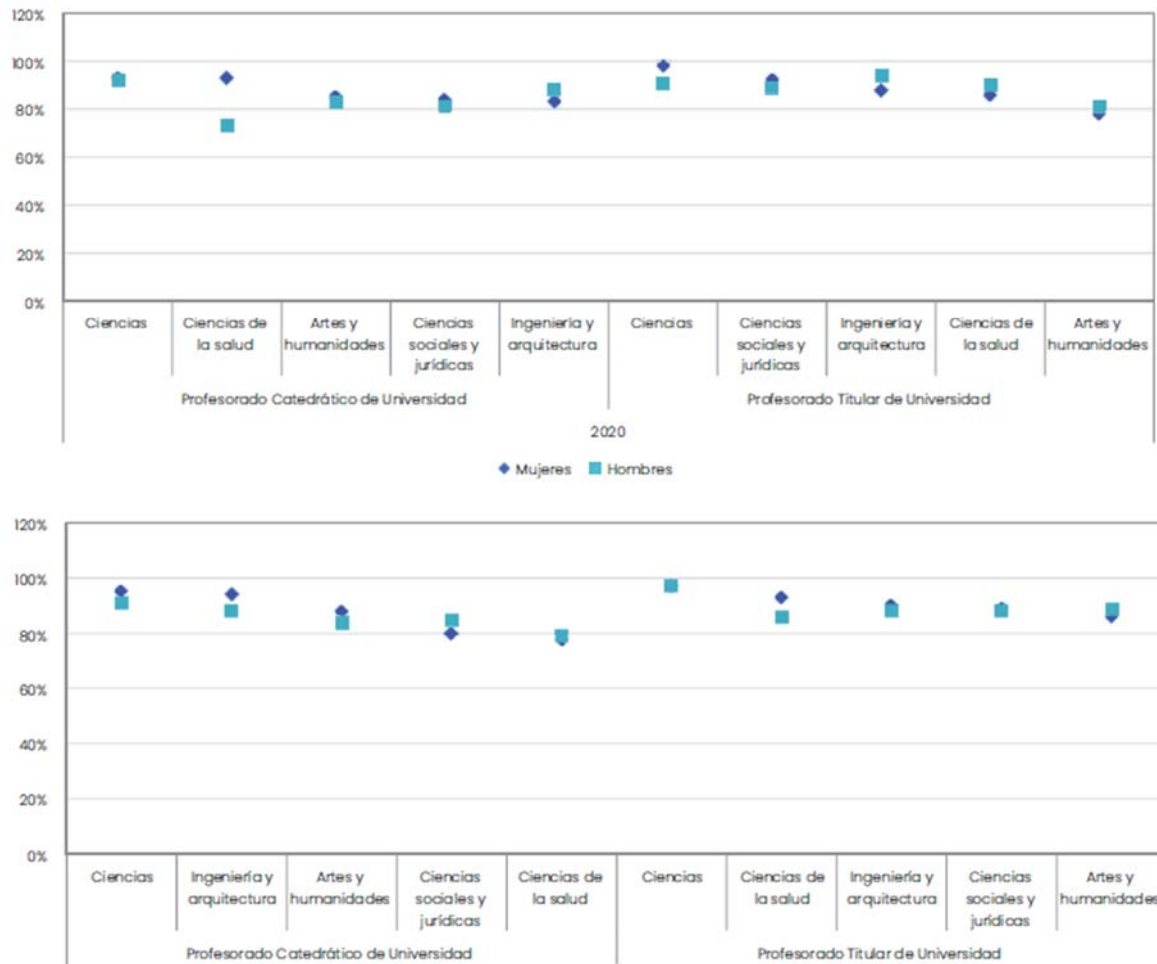 120%
100%
80%
60%
40%
20%
0%
Ciencias
Ciencias de
la salud
Artes y
humanidades
Ciencias
sociales y
jurídicas
Ingeniería y
arquitectura
Ciencias
Ciencias
sociales y
jurídicas
Ingeniería y
arquitectura
Ciencias de
la salud
Artes y
humanidades
Profesorado Catedrático de Universidad
Profesorado Titular de Universidad
2020
Mujeres
Hombres
120%
100%
80%
60%
40%
20%
0%
Ciencias
Ingeniería y
arquitectura
Artes y
humanidades
Ciencias
sociales y
jurídicas
Ciencias de
la salud
Ciencias
Ciencias de
la salud
Ingeniería y
arquitectura
Ciencias
sociales y
jurídicas
Artes y
humanidades
Profesorado Catedrático de Universidad
Profesorado Titular de Universidad